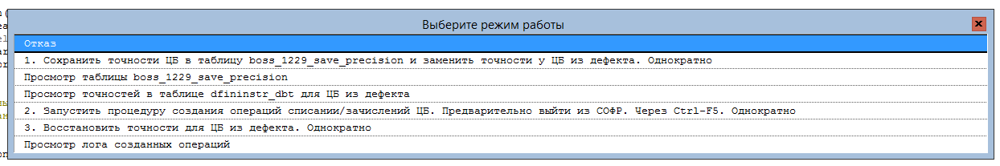 Выберите режим работы
Отказ
1. Сохранить точности ЦБ в таблицу boss_1229_save_precision и заменить точности у ЦБ из дефекта. Однократно
Просмотр таблицы boss_1229_save_precision
Просмотр точностей в таблице dfininstr_dbt для ЦБ из дефекта
2. Запустить процедуру создания операций списании/зачислений ЦБ. Предварительно выйти из СОФР. Через Ctrl-F5. Однократно
3. Восстановить точности для ЦБ из дефекта. Однократно
Просмотр лога созданных операций